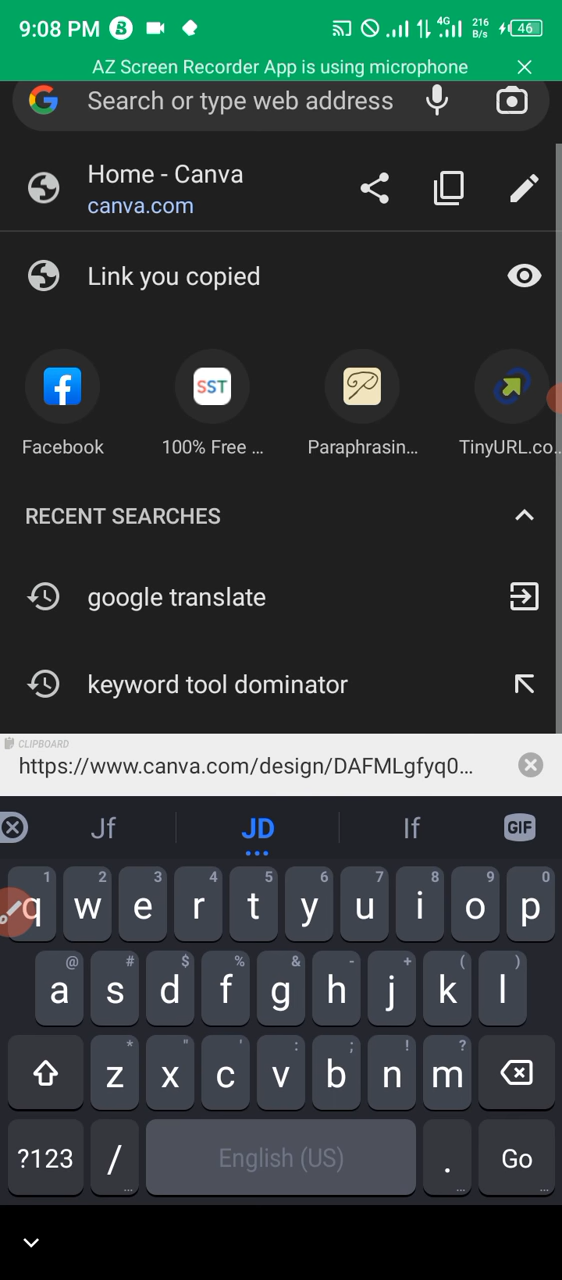 9:08 PM
4G
216
B/s
46
AZ Screen Recorder App is using microphone
Search or type web address
Home - Canva
canva.com
Link you copied
SST
Facebook
100% Free ...
Paraphrasin...
TinyURL.co...
RECENT SEARCHES
google translate
keyword tool dominator
CLIPBOARD
https://www.canva.com/design/DAFMLgfyq0...
Jf
JD
If
GIF
1 2 3 4 5 6 7 8 9 0
q w e r t y u i o p
@ # $ % & - + ( )
a s d f g h j k l
* " ' : ; ! ?
z x c v b n m
?123
/
English (US)
.
Go